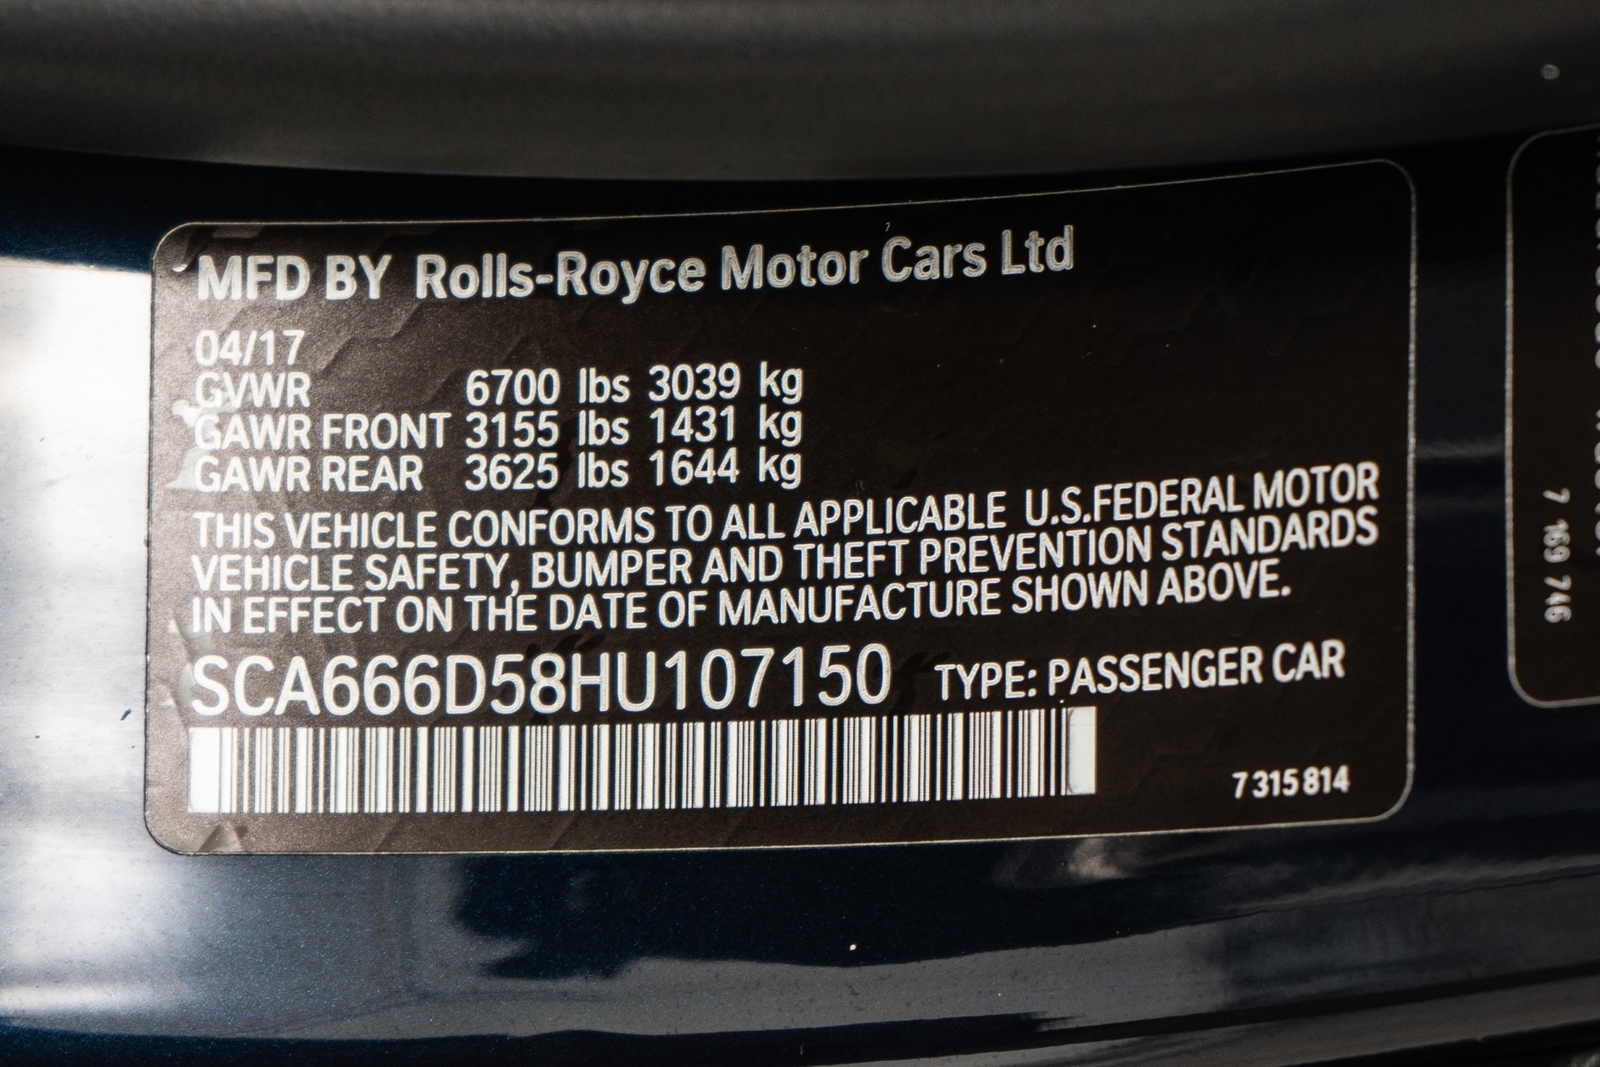 MFD BY Rolls-Royce Motor Cars Ltd
04/17
GVWR 6700 lbs 3039 kg
GAWR FRONT 3155 lbs 1431 kg
GAWR REAR 3625 lbs 1644 kg
THIS VEHICLE CONFORMS TO ALL APPLICABLE U.S.FEDERAL MOTOR
VEHICLE SAFETY, BUMPER AND THEFT PREVENTION STANDARDS
IN EFFECT ON THE DATE OF MANUFACTURE SHOWN ABOVE.
SCA666D58HU107150 TYPE: PASSENGER CAR
7 315 814
7 169 746